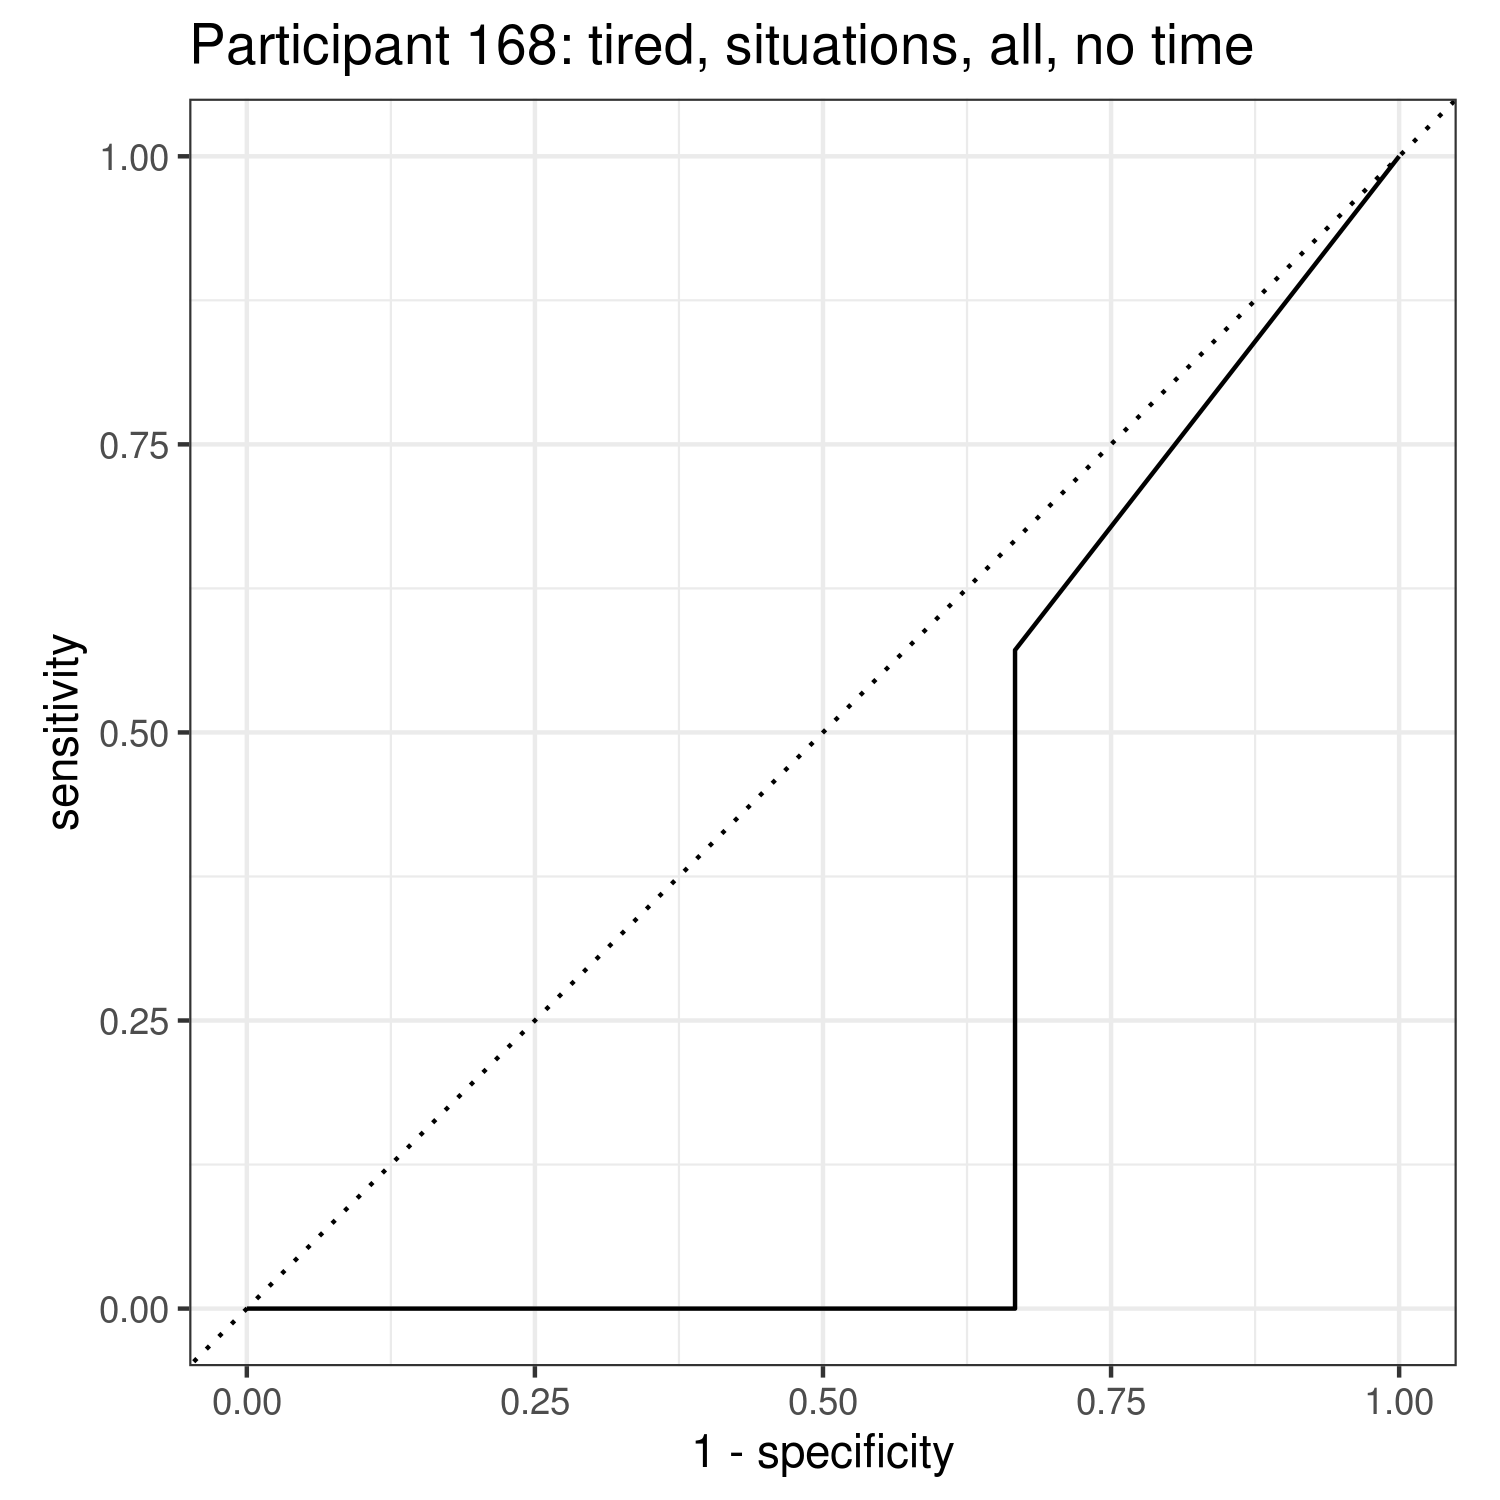 Participant 168: tired, situations, all, no time
1.00
0.75
0.50
0.25
0.00
sensitivity
0.00 0.25 0.50 0.75 1.00
1 - specificity